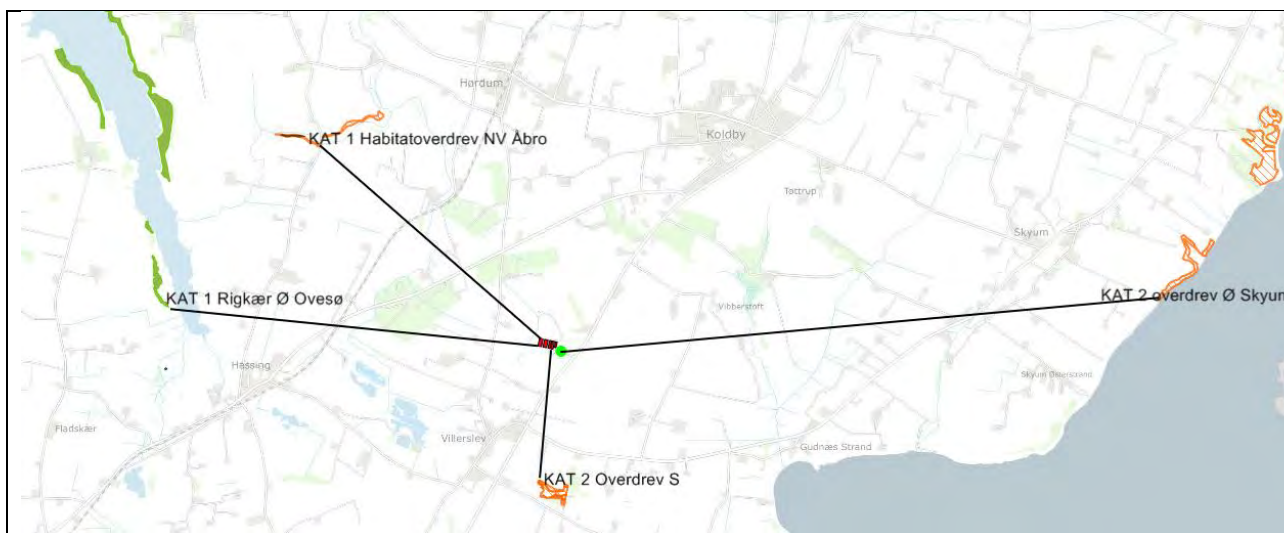 Hørdum
KAT 1 Habitatoverdrev NV Åbro
Koldby
Tøttrup
Skyum
KAT 1 Rigkær Ø Ovesø
KAT 2 overdrev Ø Skyum
Vibberstoft
Hassing
Skyum Østerstrand
Fladskær
Villerslev
Gudnæs Strand
KAT 2 Overdrev S